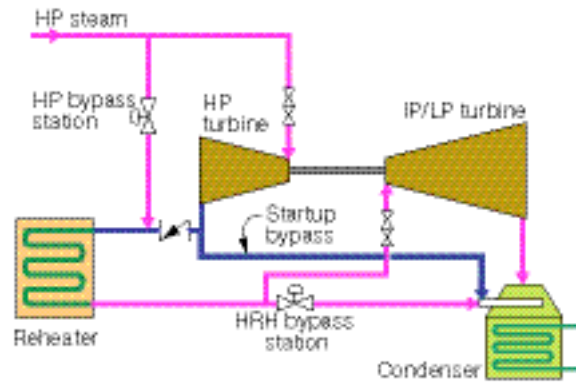 HP steam
HP bypass
station
HP
turbine
IP/LP turbine
Startup
bypass
Reheater
HRH bypass
station
Condenser